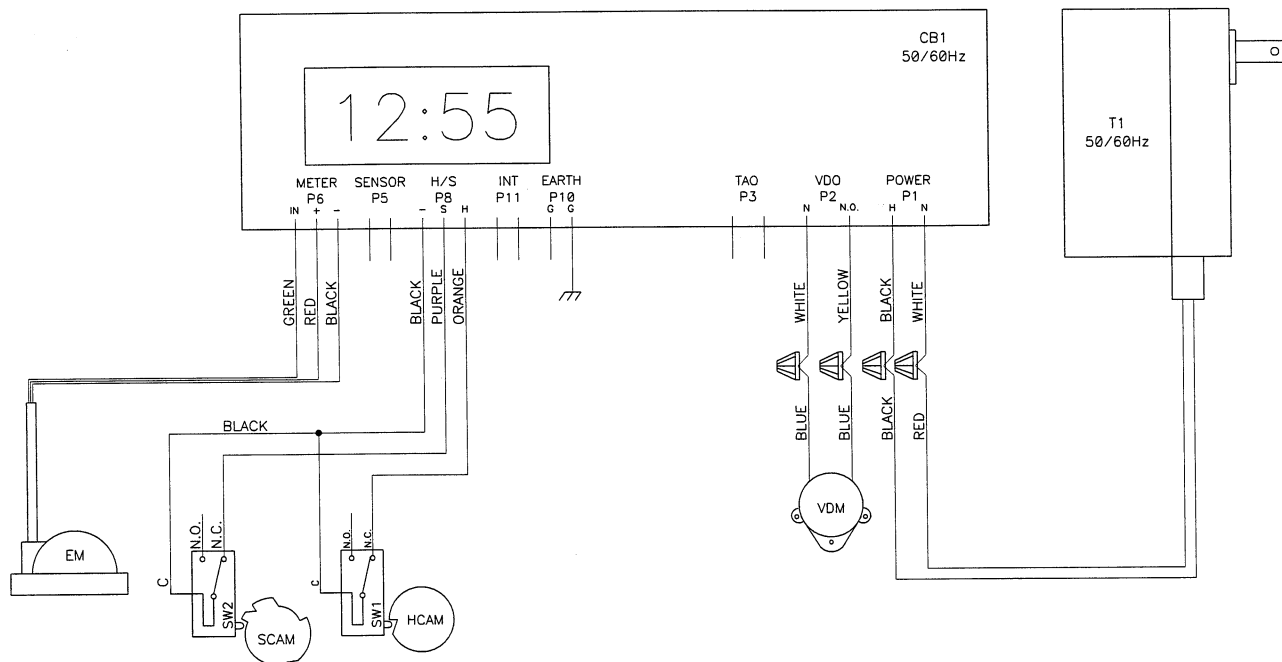 CB1
50/60Hz
12:55
T1
50/60Hz
METER SENSOR H/S INT EARTH TAO VDO POWER
P6 P5 P8 P11 P10 P3 P2 P1
IN + - - S H G G N N.O. H N
GREEN
RED
BLACK
BLACK
PURPLE
ORANGE
WHITE
YELLOW
BLACK
WHITE
BLUE
BLUE
BLACK
RED
BLACK
VDM
N.O.
N.C.
N.O.
N.C.
EM
C
C
SW2
SW1
SCAM
HCAM